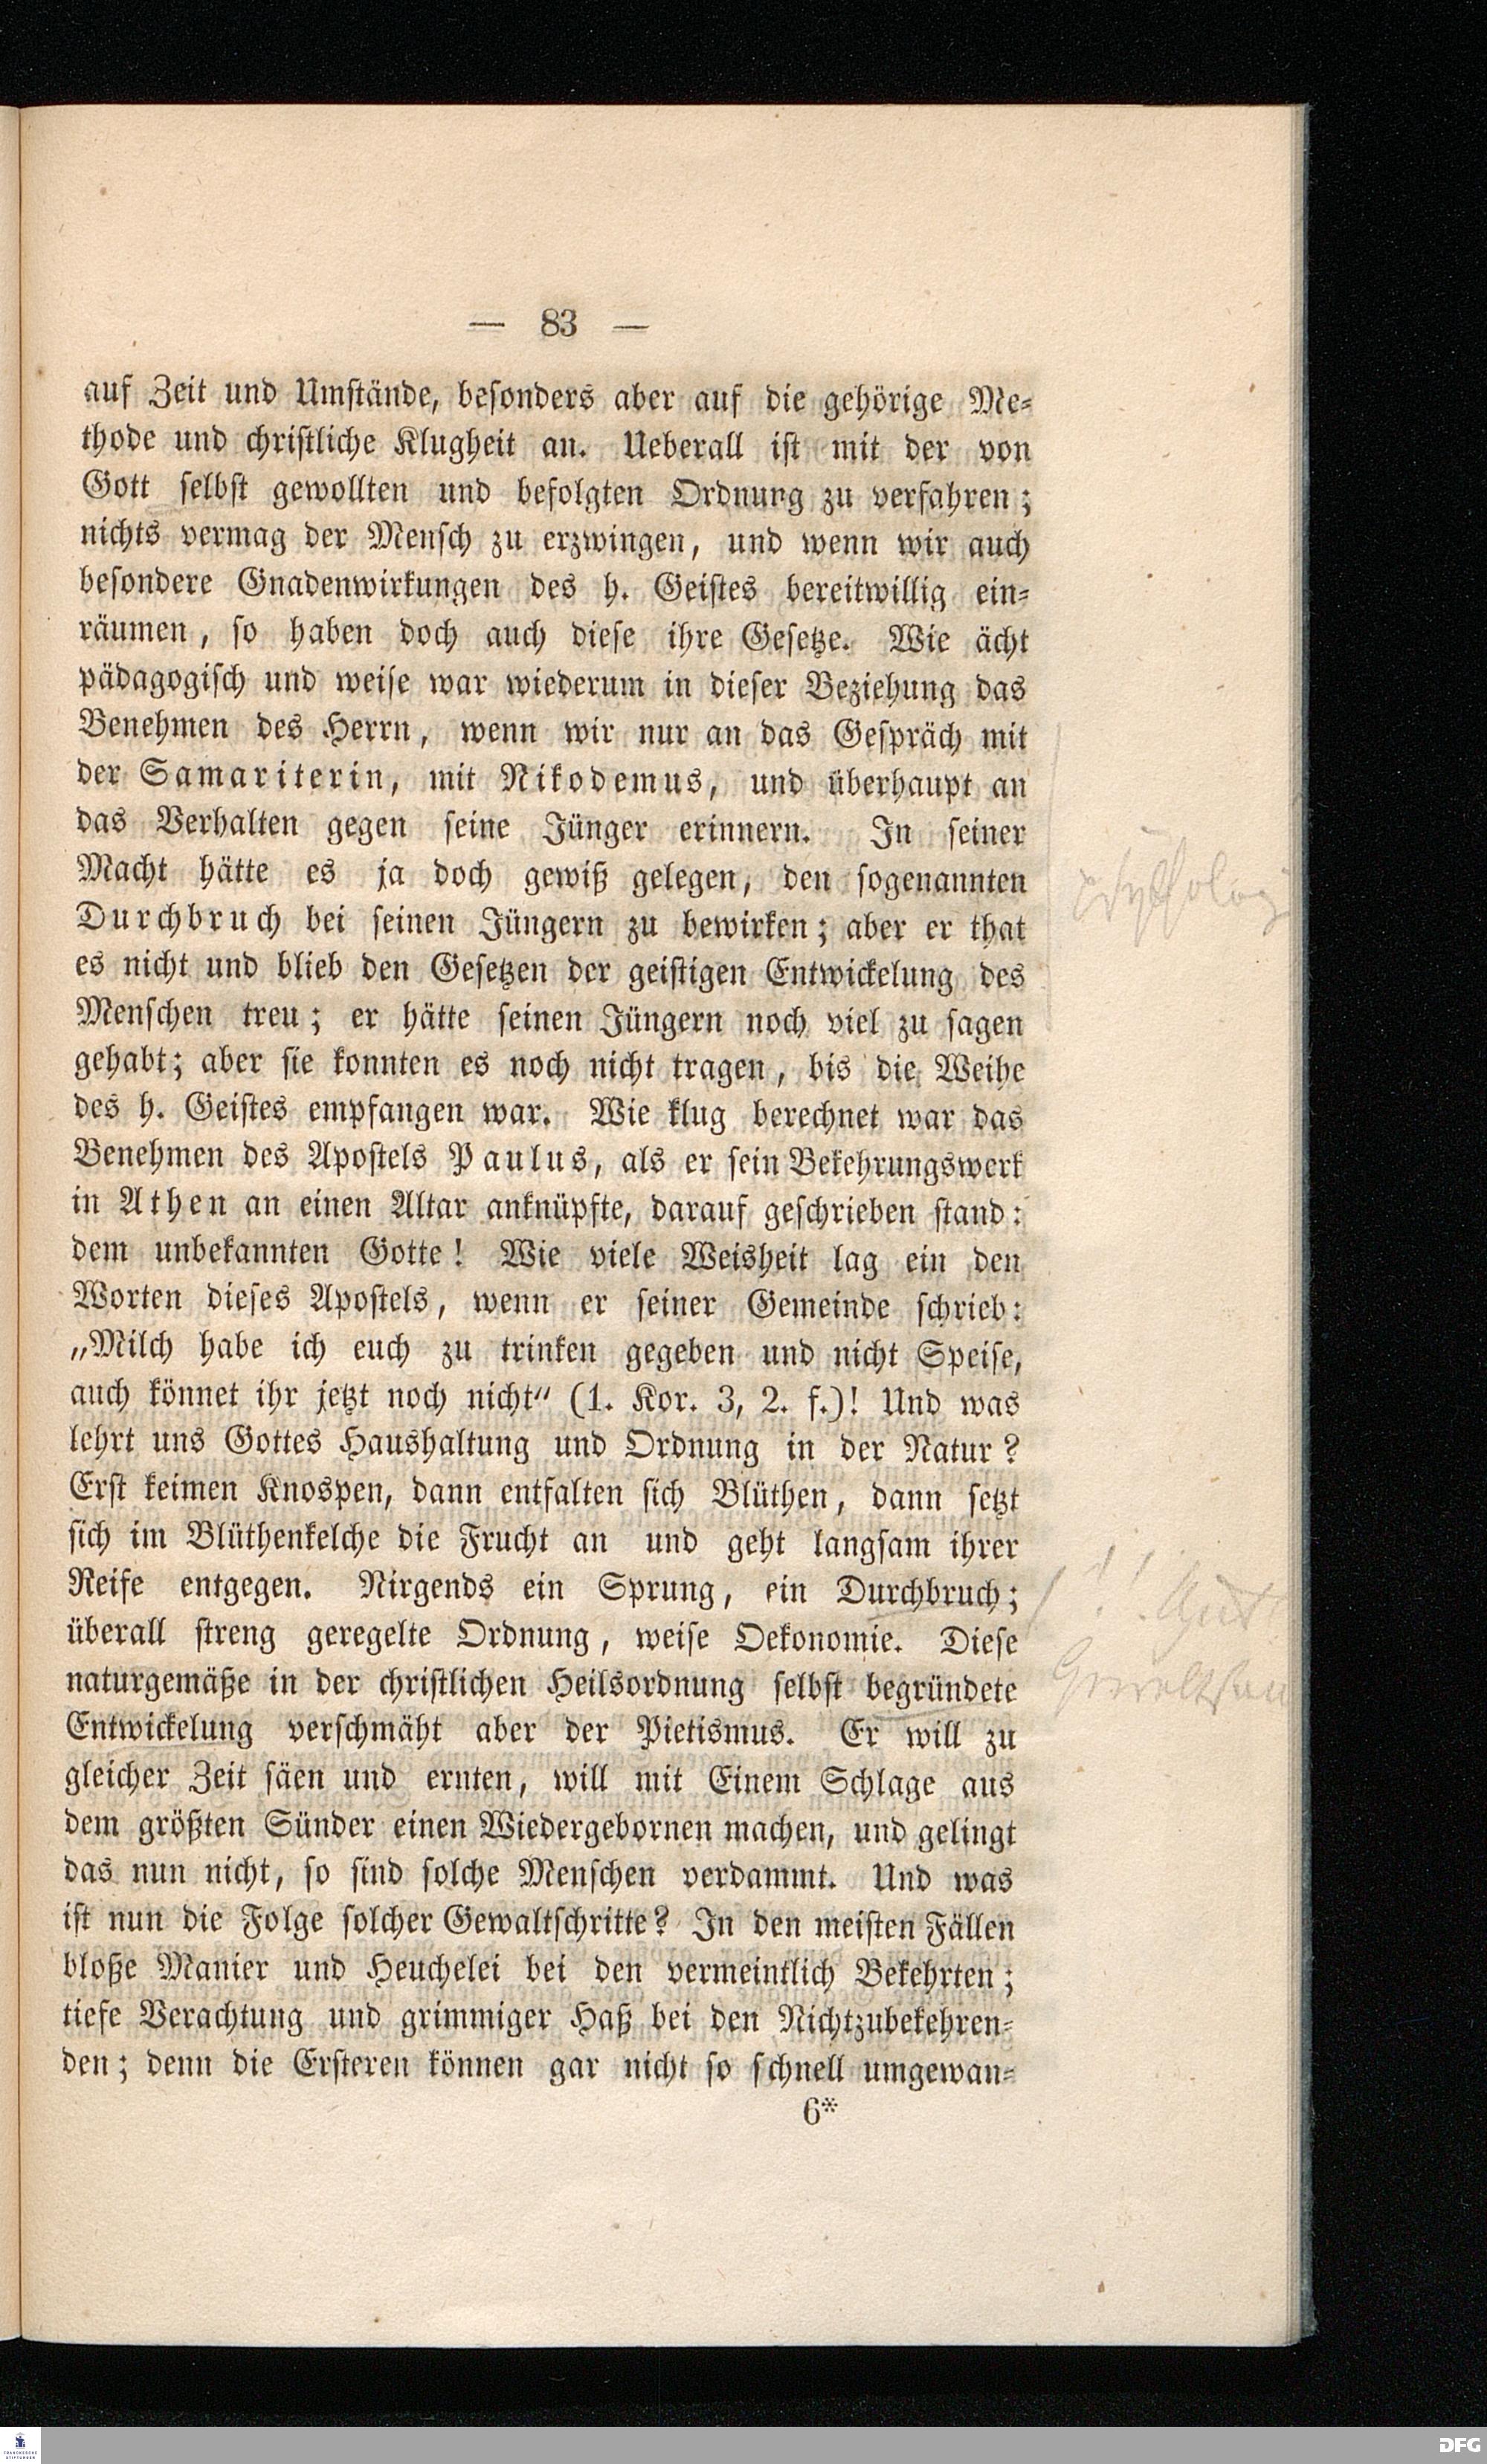 — 83 —
auf Zeit und Umstände, besonders aber auf die gehörige Me-
thode und christliche Klugheit an. Ueberall ist mit der von
Gott selbst gewollten und befolgten Ordnung zu verfahren;
nichts vermag der Mensch zu erzwingen, und wenn wir auch
besondere Gnadenwirkungen des h. Geistes bereitwillig ein-
räumen, so haben doch auch diese ihre Gesetze. Wie ächt
pädagogisch und weise war wiederum in dieser Beziehung das
Benehmen des Herrn, wenn wir nur an das Gespräch mit
der Samariterin, mit Nikodemus, und überhaupt an
das Verhalten gegen seine Jünger erinnern. In seiner
Macht hätte es ja doch gewiß gelegen, den sogenannten
Durchbruch bei seinen Jüngern zu bewirken; aber er that
es nicht und blieb den Gesetzen der geistigen Entwickelung des
Menschen treu; er hätte seinen Jüngern noch viel zu sagen
gehabt; aber sie konnten es noch nicht tragen, bis die Weihe
des h. Geistes empfangen war. Wie klug berechnet war das
Benehmen des Apostels Paulus, als er sein Bekehrungswerk
in Athen an einen Altar anknüpfte, darauf geschrieben stand:
dem unbekannten Gotte! Wie viele Weisheit lag ein den
Worten dieses Apostels, wenn er seiner Gemeinde schrieb:
„Milch habe ich euch zu trinken gegeben und nicht Speise,
auch könnet ihr jetzt noch nicht“ (1. Kor. 3, 2. f.)! Und was
lehrt uns Gottes Haushaltung und Ordnung in der Natur?
Erst keimen Knospen, dann entfalten sich Blüthen, dann setzt
sich im Blüthenkelche die Frucht an und geht langsam ihrer
Reife entgegen. Nirgends ein Sprung, ein Durchbruch;
überall streng geregelte Ordnung, weise Oekonomie. Diese
naturgemäße in der christlichen Heilsordnung selbst begründete
Entwickelung verschmäht aber der Pietismus. Er will zu
gleicher Zeit säen und ernten, will mit Einem Schlage aus
dem größten Sünder einen Wiedergebornen machen, und gelingt
das nun nicht, so sind solche Menschen verdammt. Und was
ist nun die Folge solcher Gewaltschritte? In den meisten Fällen
bloße Manier und Heuchelei bei den vermeintlich Bekehrten;
tiefe Verachtung und grimmiger Haß bei den Nichtzubekehren-
den; denn die Ersteren können gar nicht so schnell umgewan-
6*
FRANCKESCHE
STIFTUNGEN
DFG